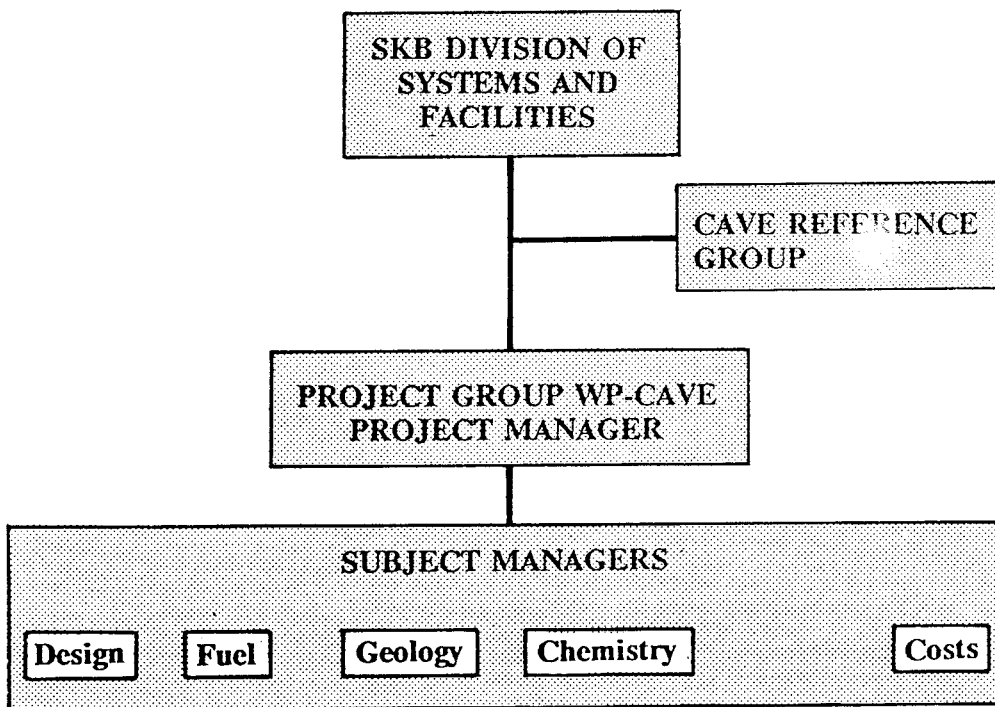 SKB DIVISION OF
SYSTEMS AND
FACILITIES
CAVE REFERENCE
GROUP
PROJECT GROUP WP-CAVE
PROJECT MANAGER
SUBJECT MANAGERS
Design Fuel Geology Chemistry Costs